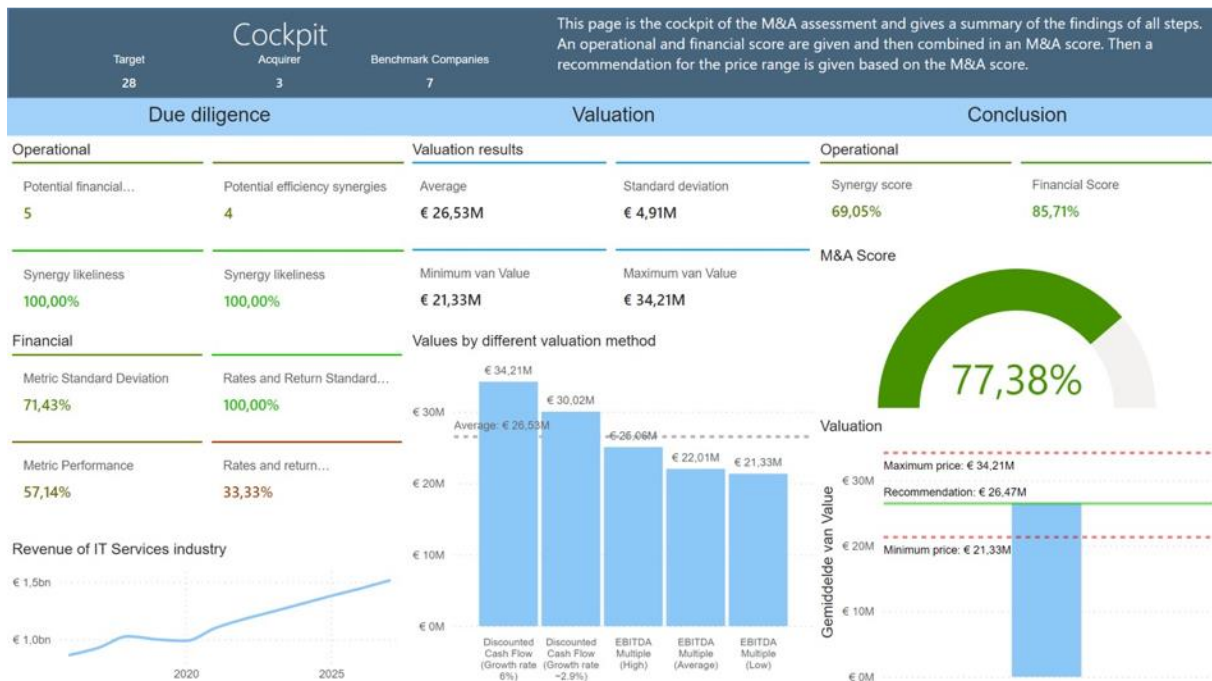 Cockpit
Target
28
Acquirer
3
Benchmark Companies
7
This page is the cockpit of the M&A assessment and gives a summary of the findings of all steps.
An operational and financial score are given and then combined in an M&A score. Then a
recommendation for the price range is given based on the M&A score.
Due diligence
Operational
Potential financial...
5
Potential efficiency synergies
4
Synergy likeliness
100,00%
Synergy likeliness
100,00%
Financial
Metric Standard Deviation
71,43%
Rates and Return Standard...
100,00%
Metric Performance
57,14%
Rates and return...
33,33%
Revenue of IT Services industry
€ 1,5bn
€ 1,0bn
2020
2025
Valuation
Valuation results
Average
€ 26,53M
Standard deviation
€ 4,91M
Minimum van Value
€ 21,33M
Maximum van Value
€ 34,21M
Values by different valuation method
€ 30M
€ 20M
€ 10M
€ 0M
Average: € 26,53M
€ 34,21M
€ 30,02M
€ 25,06M
€ 22,01M
€ 21,33M
Discounted
Cash Flow
(Growth rate
6%)
Discounted
Cash Flow
(Growth rate
~2.9%)
EBITDA
Multiple
(High)
EBITDA
Multiple
(Average)
EBITDA
Multiple
(Low)
Conclusion
Operational
Synergy score
69,05%
Financial Score
85,71%
M&A Score
77,38%
Valuation
Gemiddelde van Value
Maximum price: € 34,21M
€ 30M
Recommendation: € 26,47M
€ 20M
Minimum price: € 21,33M
€ 10M
€ 0M